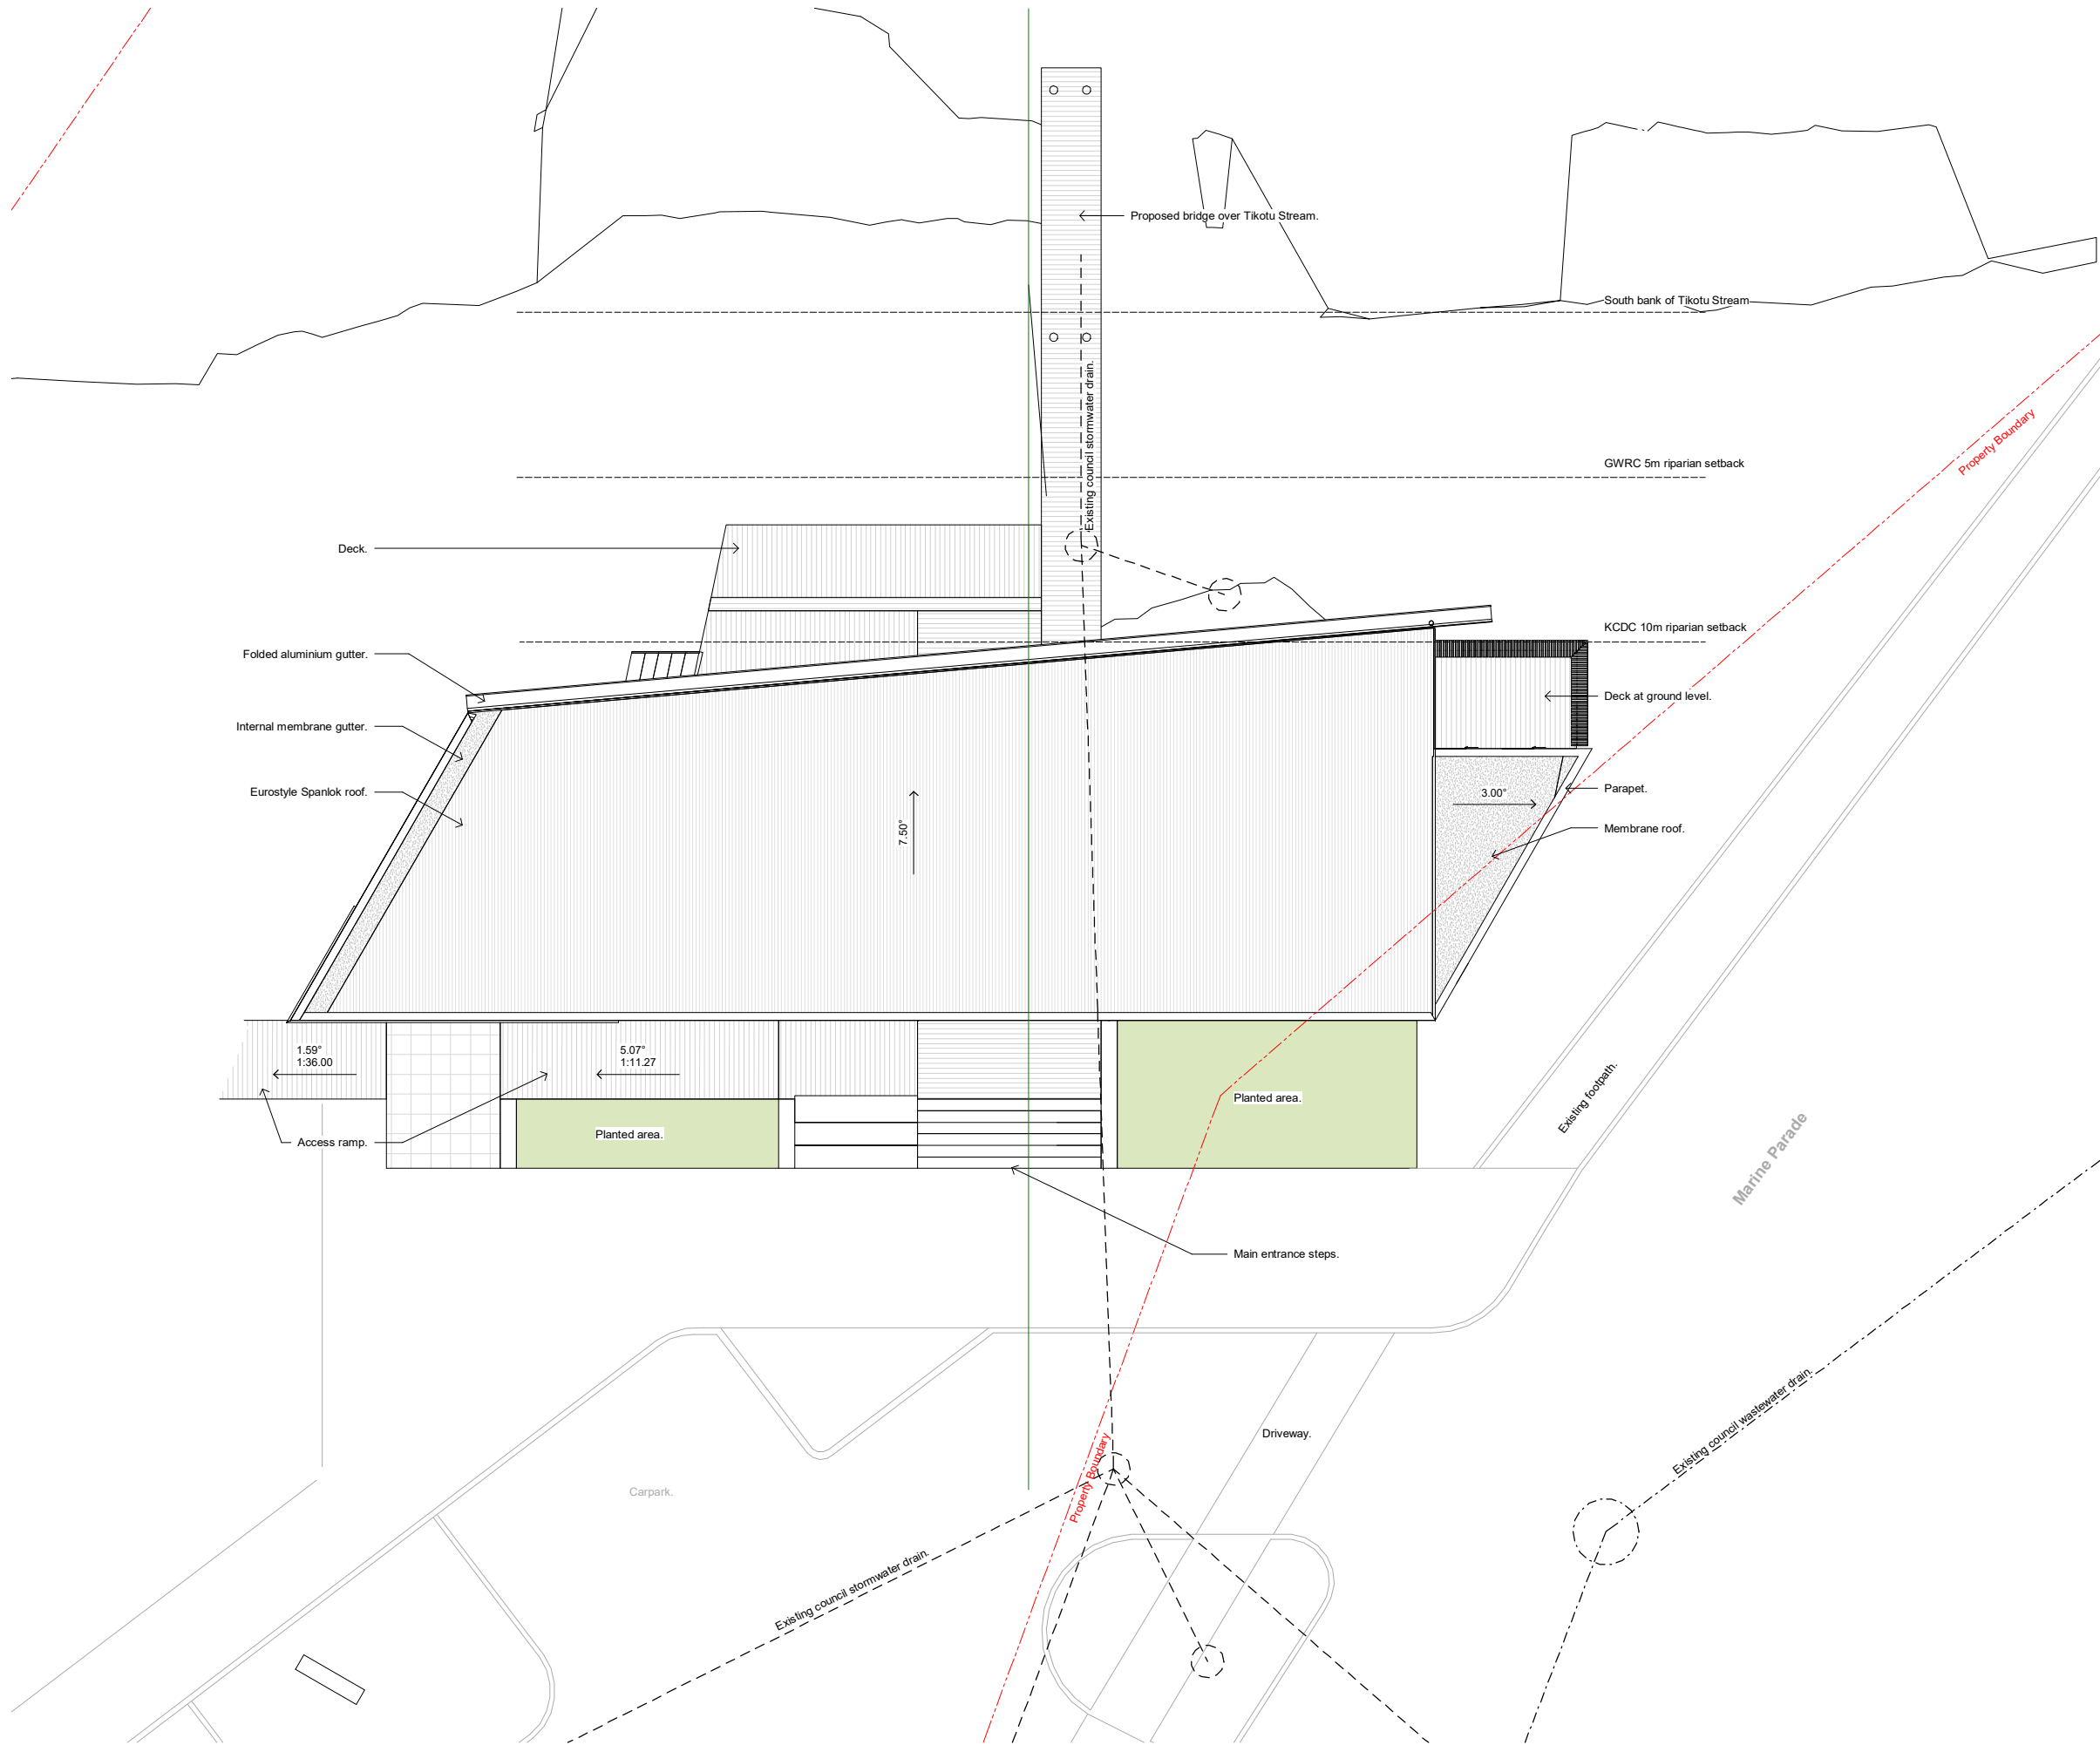 Proposed bridge over Tikotu Stream.
South bank of Tikotu Stream
Existing council stormwater drain.
Property Boundary
GWRC 5m riparian setback
Deck.
KCDC 10m riparian setback
Folded aluminium gutter.
Deck at ground level.
Internal membrane gutter.
Eurostyle Spanlok roof.
3.00°
Parapet.
7.50°
Membrane roof.
1.59°
1:36.00
5.07°
1:11.27
Planted area.
Existing footpath.
Access ramp.
Planted area.
Marine Parade
Main entrance steps.
Driveway.
Existing council wastewater drain.
Property Boundary
Carpark.
Existing council stormwater drain.